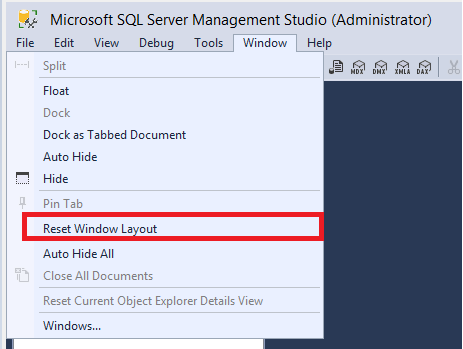 Microsoft SQL Server Management Studio (Administrator)
File Edit View Debug Tools Window Help
MDX DMX XMLA DAX
Split
Float
Dock
Dock as Tabbed Document
Auto Hide
Hide
Pin Tab
Reset Window Layout
Auto Hide All
Close All Documents
Reset Current Object Explorer Details View
Windows...